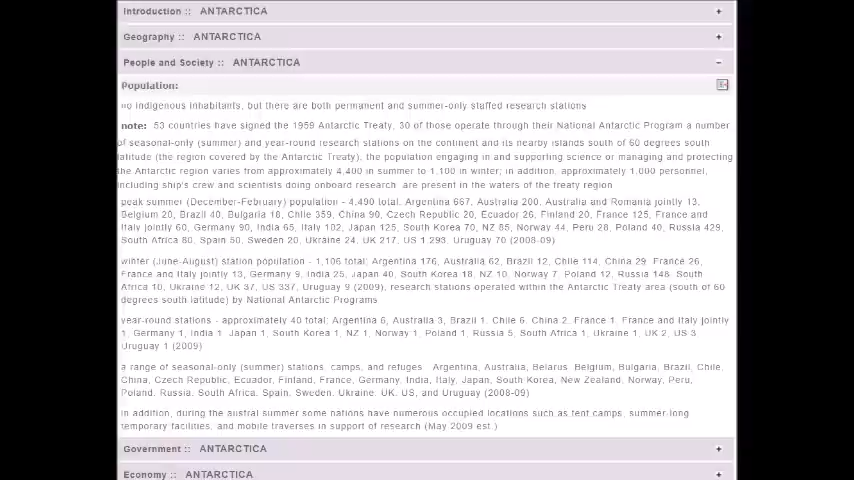 Introduction :: ANTARCTICA
Geography :: ANTARCTICA
People and Society :: ANTARCTICA
Population:
no indigenous inhabitants, but there are both permanent and summer-only staffed research stations
note: 53 countries have signed the 1959 Antarctic Treaty, 30 of those operate through their National Antarctic Program a number
of seasonal-only (summer) and year-round research stations on the continent and its nearby islands south of 60 degrees south
latitude (the region covered by the Antarctic Treaty), the population engaging in and supporting science or managing and protecting
the Antarctic region varies from approximately 4,400 in summer to 1,100 in winter; in addition, approximately 1,000 personnel,
including ship's crew and scientists doing onboard research are present in the waters of the treaty region
peak summer (December-February) population - 4,490 total: Argentina 667, Australia 200, Australia and Romania jointly 13,
Belgium 20, Brazil 40, Bulgaria 18, Chile 359, China 90, Czech Republic 20, Ecuador 26, Finland 20, France 125, France and
Italy jointly 60, Germany 90, India 65, Italy 102, Japan 125, South Korea 70, NZ 85, Norway 44, Peru 28, Poland 40, Russia 429,
South Africa 80, Spain 50, Sweden 20, Ukraine 24, UK 217, US 1,293, Uruguay 70 (2008-09)
winter (June-August) station population - 1,106 total; Argentina 176, Australia 62, Brazil 12, Chile 114, China 29, France 26,
France and Italy jointly 13, Germany 9, India 25, Japan 40, South Korea 18, NZ 10, Norway 7, Poland 12, Russia 148, South
Africa 10, Ukraine 12, UK 37, US 337, Uruguay 9 (2009), research stations operated within the Antarctic Treaty area (south of 60
degrees south latitude) by National Antarctic Programs
year-round stations - approximately 40 total; Argentina 6, Australia 3, Brazil 1, Chile 6, China 2, France 1, France and Italy jointly
1, Germany 1, India 1, Japan 1, South Korea 1, NZ 1, Norway 1, Poland 1, Russia 5, South Africa 1, Ukraine 1, UK 2, US 3,
Uruguay 1 (2009)
a range of seasonal-only (summer) stations, camps, and refuges Argentina, Australia, Belarus, Belgium, Bulgaria, Brazil, Chile,
China, Czech Republic, Ecuador, Finland, France, Germany, India, Italy, Japan, South Korea, New Zealand, Norway, Peru,
Poland, Russia, South Africa, Spain, Sweden, Ukraine, UK, US, and Uruguay (2008-09)
in addition, during the austral summer some nations have numerous occupied locations such as tent camps, summer-long
temporary facilities, and mobile traverses in support of research (May 2009 est.)
Government :: ANTARCTICA
Economy :: ANTARCTICA